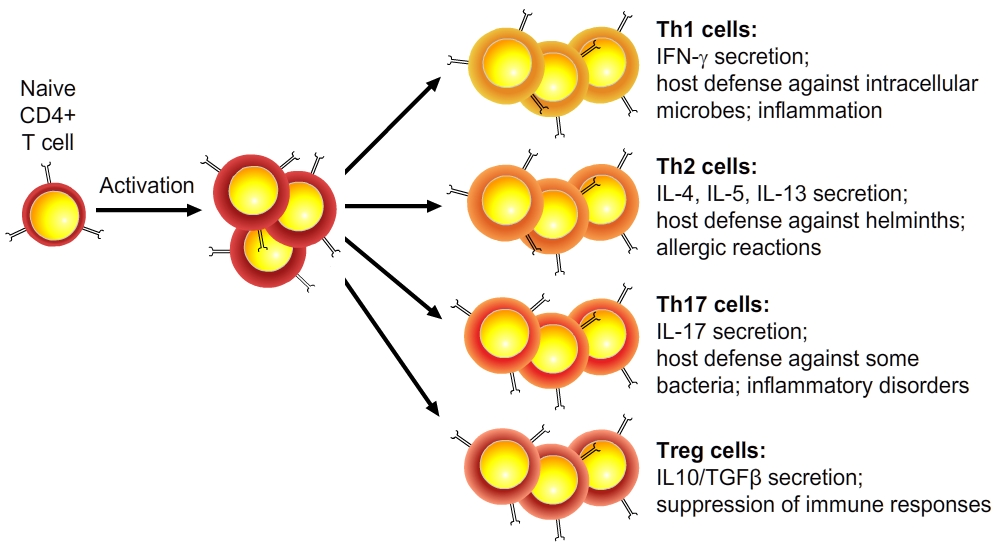 Naive
CD4+
T cell
Activation
Th1 cells:
IFN-γ secretion;
host defense against intracellular
microbes; inflammation
Th2 cells:
IL-4, IL-5, IL-13 secretion;
host defense against helminths;
allergic reactions
Th17 cells:
IL-17 secretion;
host defense against some
bacteria; inflammatory disorders
Treg cells:
IL10/TGFβ secretion;
suppression of immune responses